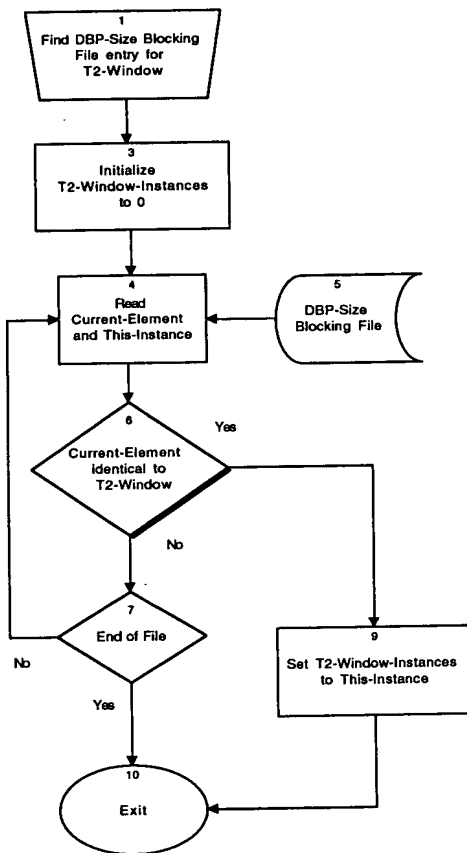 1
Find DBP-Size Blocking
File entry for
T2-Window
3
Initialize
T2-Window-Instances
to 0
4
Read
Current-Element
and This-Instance
5
DBP-Size
Blocking File
6
Current-Element
identical to
T2-Window
Yes
No
7
End of File
No
Yes
9
Set T2-Window-Instances
to This-Instance
10
Exit